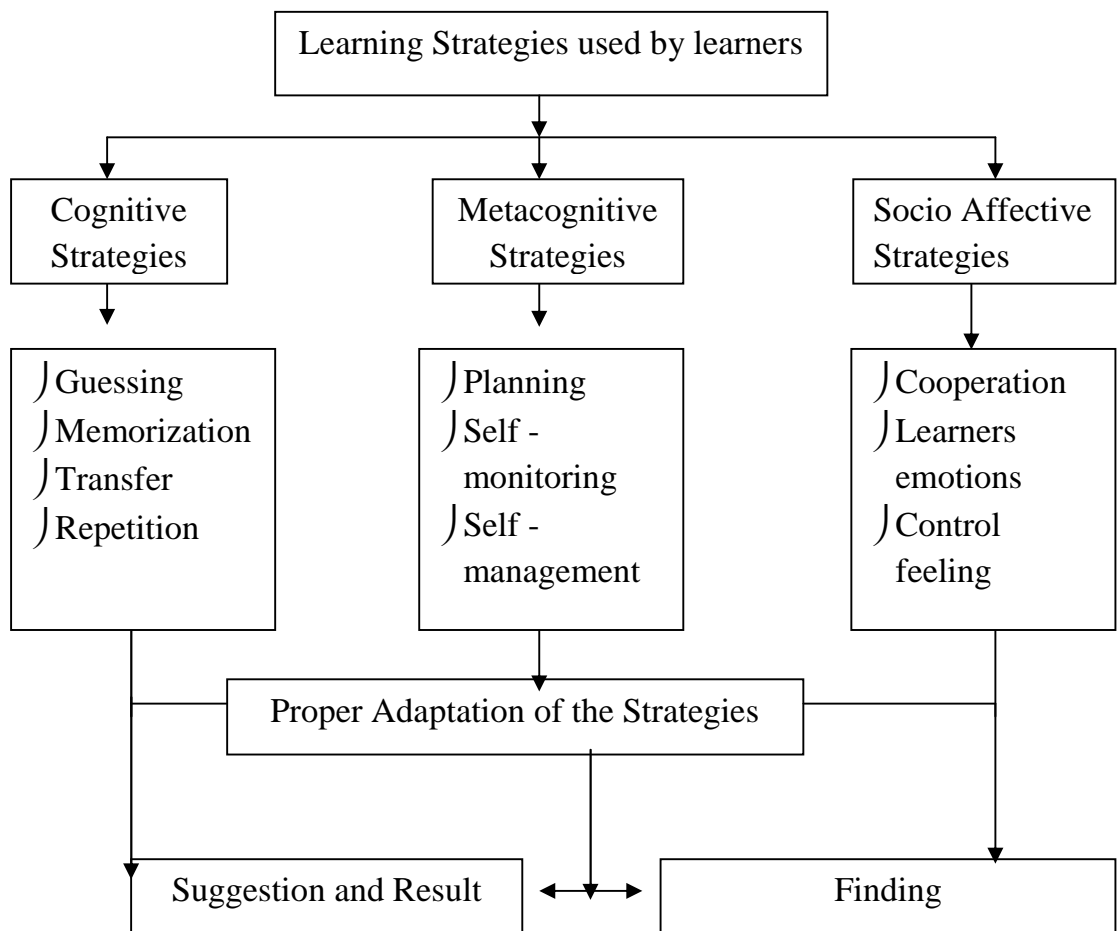 Learning Strategies used by learners
Cognitive
Strategies
Metacognitive
Strategies
Socio Affective
Strategies
Guessing
Memorization
Transfer
Repetition
Planning
Self -
monitoring
Self -
management
Cooperation
Learners
emotions
Control
feeling
Proper Adaptation of the Strategies
Suggestion and Result
Finding